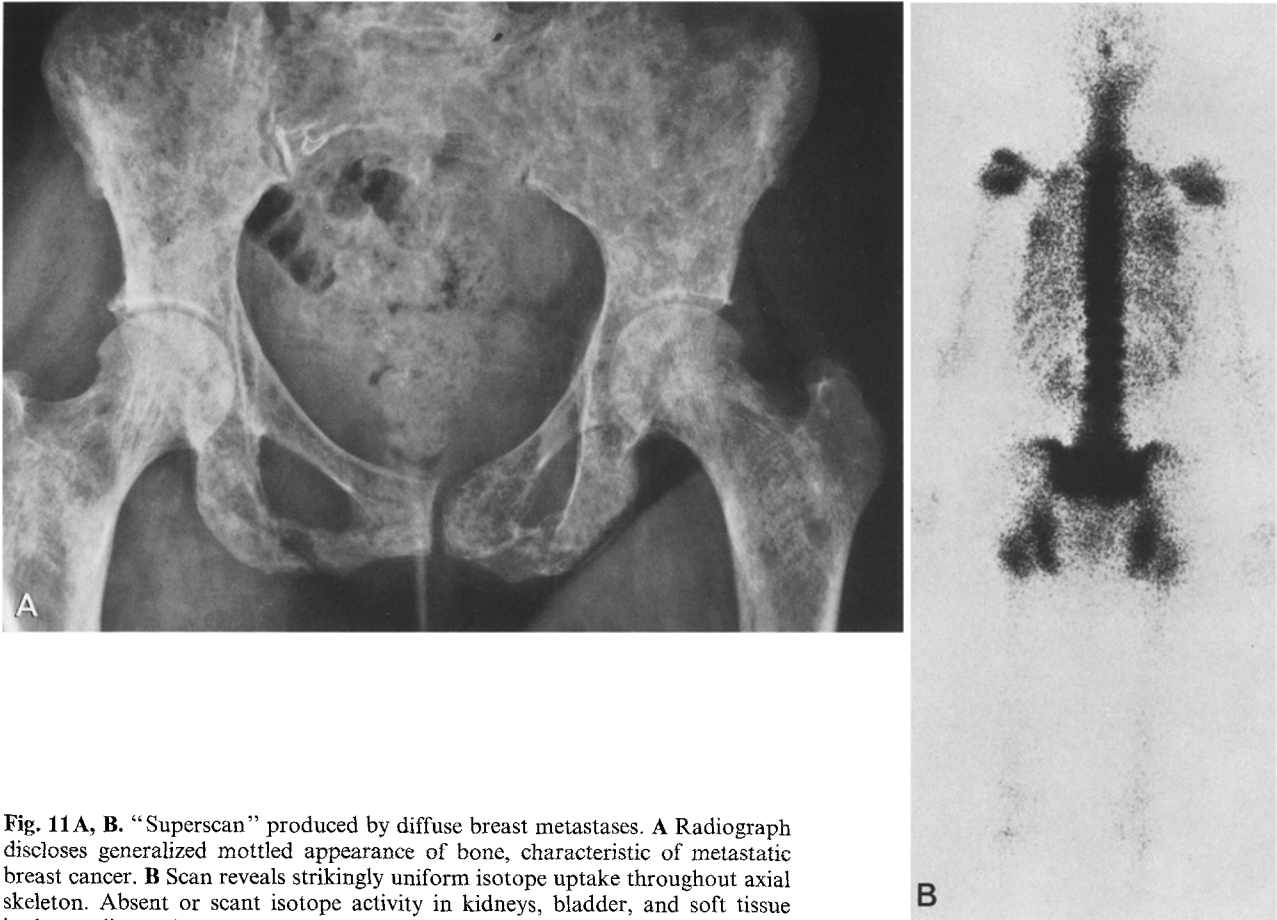 A
B
Fig. 11A, B. “Superscan” produced by diffuse breast metastases. A Radiograph
discloses generalized mottled appearance of bone, characteristic of metastatic
breast cancer. B Scan reveals strikingly uniform isotope uptake throughout axial
skeleton. Absent or scant isotope activity in kidneys, bladder, and soft tissue